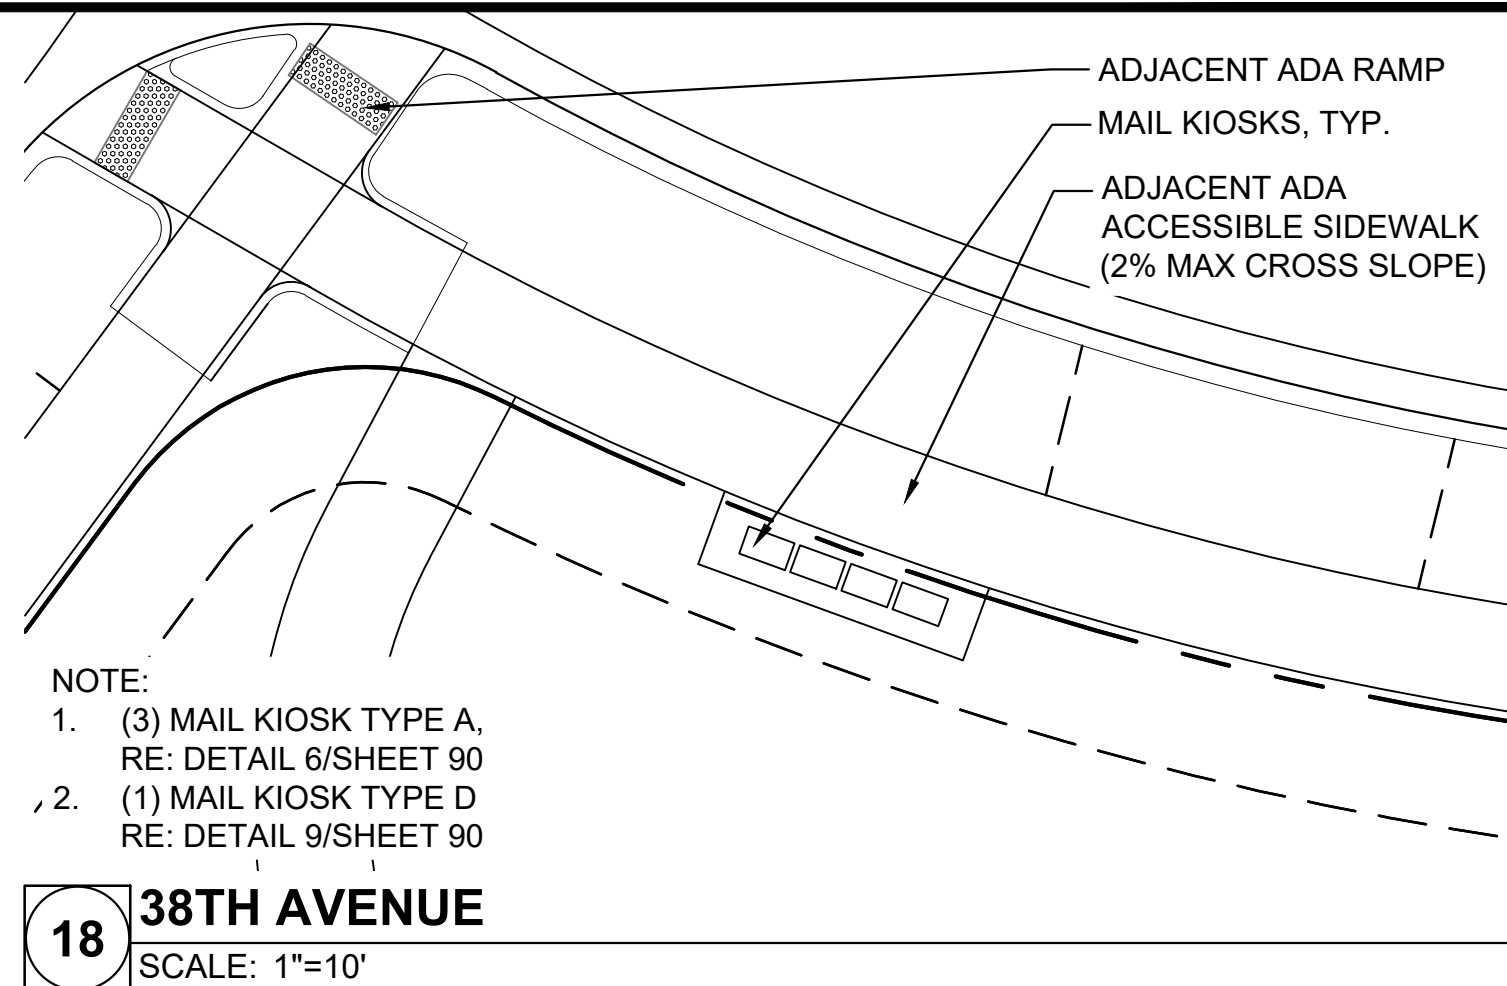 ADJACENT ADA RAMP
MAIL KIOSKS, TYP.
ADJACENT ADA
ACCESSIBLE SIDEWALK
(2% MAX CROSS SLOPE)
NOTE:
1. (3) MAIL KIOSK TYPE A,
RE: DETAIL 6/SHEET 90
2. (1) MAIL KIOSK TYPE D
RE: DETAIL 9/SHEET 90
18
38TH AVENUE
SCALE: 1"=10'